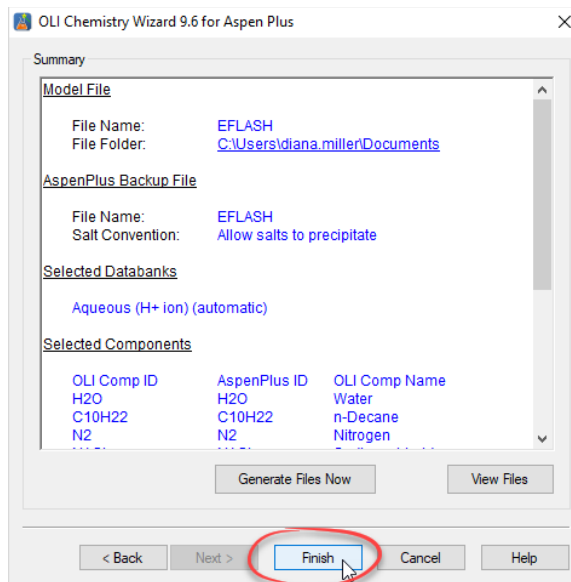 OLI Chemistry Wizard 9.6 for Aspen Plus
Summary
Model File
File Name: EFLASH
File Folder: C:\Users\diana.miller\Documents
AspenPlus Backup File
File Name: EFLASH
Salt Convention: Allow salts to precipitate
Selected Databanks
Aqueous (H+ ion) (automatic)
Selected Components
OLI Comp ID AspenPlus ID OLI Comp Name
H2O H2O Water
C10H22 C10H22 n-Decane
N2 N2 Nitrogen
Generate Files Now View Files
< Back Next > Finish Cancel Help